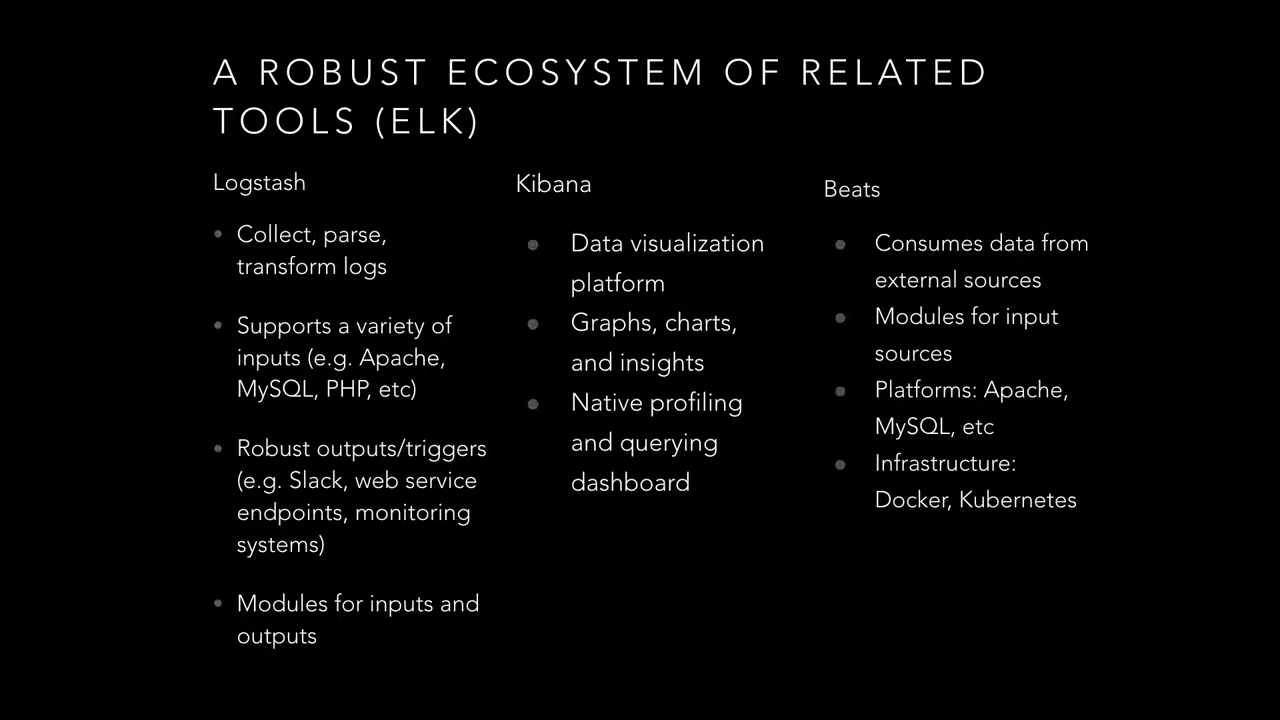 A ROBUST ECOSYSTEM OF RELATED
TOOLS (ELK)
Logstash
• Collect, parse,
transform logs
• Supports a variety of
inputs (e.g. Apache,
MySQL, PHP, etc)
• Robust outputs/triggers
(e.g. Slack, web service
endpoints, monitoring
systems)
• Modules for inputs and
outputs
Kibana
● Data visualization
platform
● Graphs, charts,
and insights
● Native profiling
and querying
dashboard
Beats
● Consumes data from
external sources
● Modules for input
sources
● Platforms: Apache,
MySQL, etc
● Infrastructure:
Docker, Kubernetes